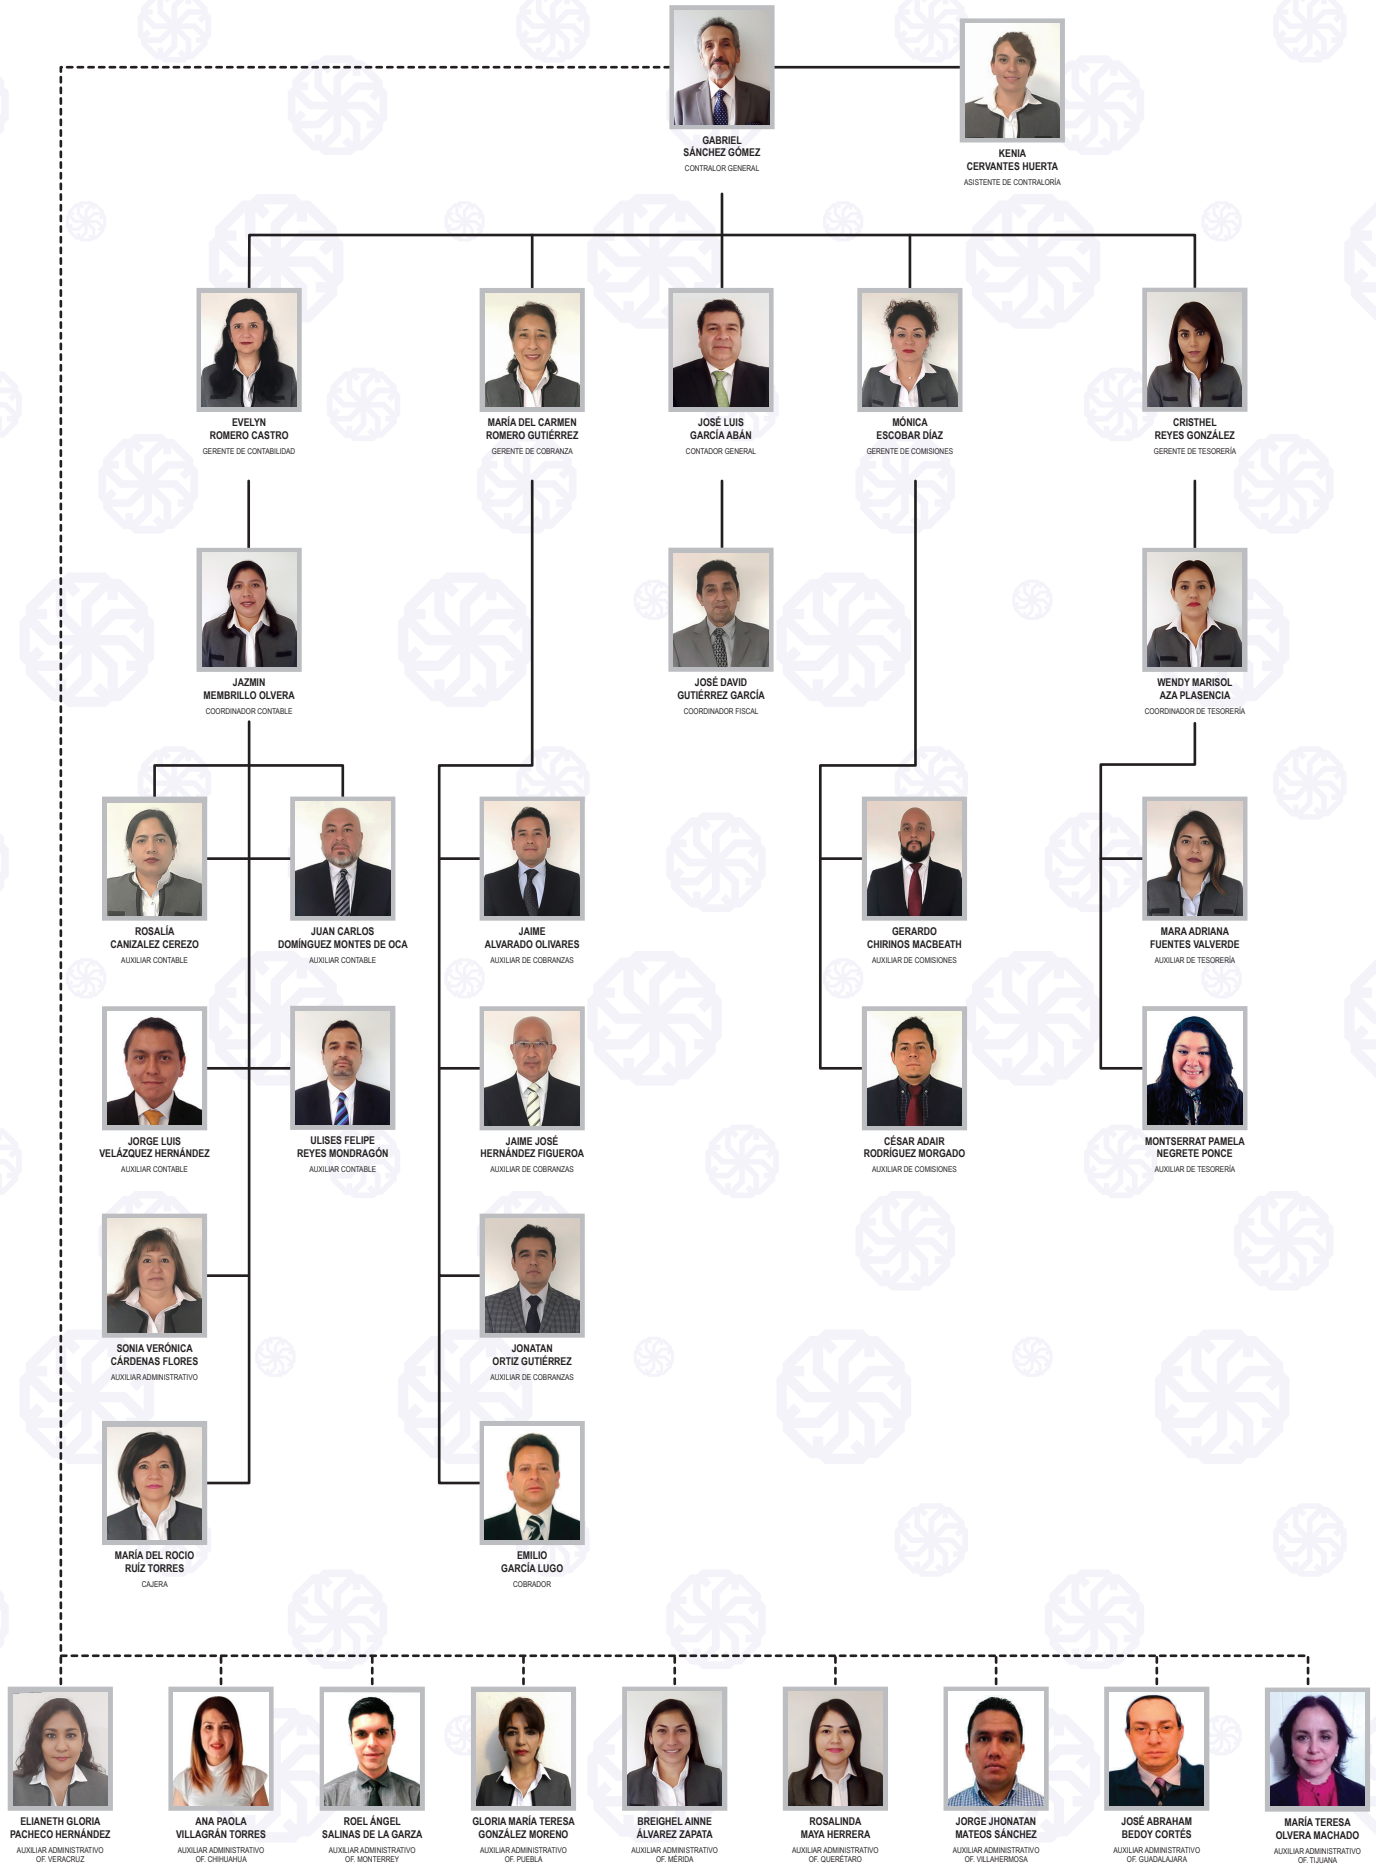 GABRIEL
SÁNCHEZ GÓMEZ
CONTRALOR GENERAL
KENIA
CERVANTES HUERTA
ASISTENTE DE CONTRALORÍA
EVELYN
ROMERO CASTRO
GERENTE DE CONTABILIDAD
MARÍA DEL CARMEN
ROMERO GUTIÉRREZ
GERENTE DE COBRANZA
JOSÉ LUIS
GARCÍA ABÁN
CONTADOR GENERAL
MÓNICA
ESCOBAR DÍAZ
GERENTE DE COMISIONES
CRISTHEL
REYES GONZÁLEZ
GERENTE DE TESORERÍA
JAZMIN
MEMBRILLO OLVERA
COORDINADOR CONTABLE
JOSÉ DAVID
GUTIÉRREZ GARCÍA
COORDINADOR FISCAL
WENDY MARISOL
AZA PLASENCIA
COORDINADOR DE TESORERÍA
ROSALÍA
CANIZALEZ CEREZO
AUXILIAR CONTABLE
JUAN CARLOS
DOMÍNGUEZ MONTES DE OCA
AUXILIAR CONTABLE
JAIME
ALVARADO OLIVARES
AUXILIAR DE COBRANZAS
GERARDO
CHIRINOS MACBEATH
AUXILIAR DE COMISIONES
MARA ADRIANA
FUENTES VALVERDE
AUXILIAR DE TESORERÍA
JORGE LUIS
VELÁZQUEZ HERNÁNDEZ
AUXILIAR CONTABLE
ULISES FELIPE
REYES MONDRAGÓN
AUXILIAR CONTABLE
JAIME JOSÉ
HERNÁNDEZ FIGUEROA
AUXILIAR DE COBRANZAS
CÉSAR ADAIR
RODRÍGUEZ MORGADO
AUXILIAR DE COMISIONES
MONTSERRAT PAMELA
NEGRETE PONCE
AUXILIAR DE TESORERÍA
SONIA VERÓNICA
CÁRDENAS FLORES
AUXILIAR ADMINISTRATIVO
JONATAN
ORTIZ GUTIÉRREZ
AUXILIAR DE COBRANZAS
MARÍA DEL ROCIO
RUÍZ TORRES
CAJERA
EMILIO
GARCÍA LUGO
COBRADOR
ELIANETH GLORIA
PACHECO HERNÁNDEZ
AUXILIAR ADMINISTRATIVO
OF. VERACRUZ
ANA PAOLA
VILLAGRÁN TORRES
AUXILIAR ADMINISTRATIVO
OF. CHIHUAHUA
ROEL ÁNGEL
SALINAS DE LA GARZA
AUXILIAR ADMINISTRATIVO
OF. MONTERREY
GLORIA MARÍA TERESA
GONZÁLEZ MORENO
AUXILIAR ADMINISTRATIVO
OF. PUEBLA
BREIGHEL AINNE
ÁLVAREZ ZAPATA
AUXILIAR ADMINISTRATIVO
OF. MÉRIDA
ROSALINDA
MAYA HERRERA
AUXILIAR ADMINISTRATIVO
OF. QUERÉTARO
JORGE JHONATAN
MATEOS SÁNCHEZ
AUXILIAR ADMINISTRATIVO
OF. VILLAHERMOSA
JOSÉ ABRAHAM
BEDOY CORTÉS
AUXILIAR ADMINISTRATIVO
OF. GUADALAJARA
MARÍA TERESA
OLVERA MACHADO
AUXILIAR ADMINISTRATIVO
OF. TIJUANA